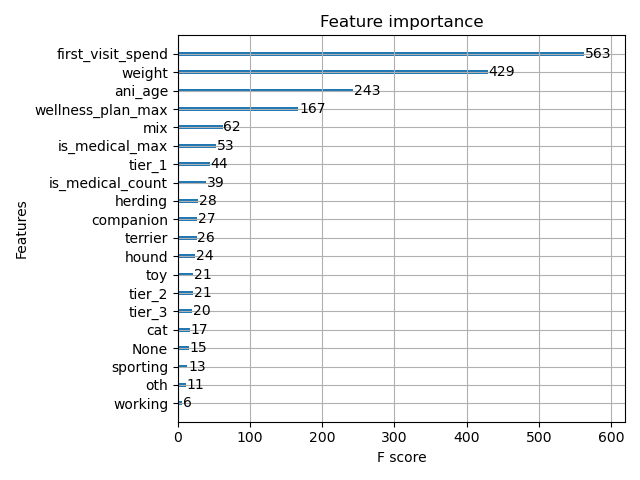 Feature importance
first_visit_spend 563
weight 429
ani_age 243
wellness_plan_max 167
mix 62
is_medical_max 53
tier_1 44
is_medical_count 39
herding 28
companion 27
terrier 26
hound 24
toy 21
tier_2 21
tier_3 20
cat 17
None 15
sporting 13
oth 11
working 6
Features
0 100 200 300 400 500 600
F score